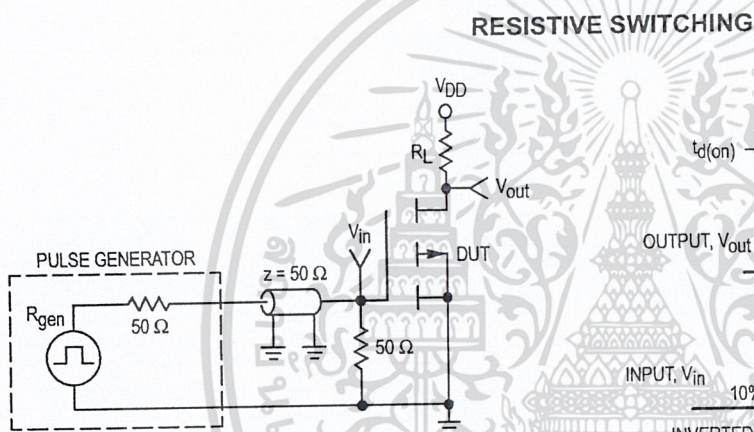 RESISTIVE SWITCHING
VDD
RL
td(on)
Vout
Vin
PULSE GENERATOR
z = 50 Ω
DUT
OUTPUT, Vout
Rgen
50 Ω
50 Ω
INPUT, Vin
10%
INVERTED